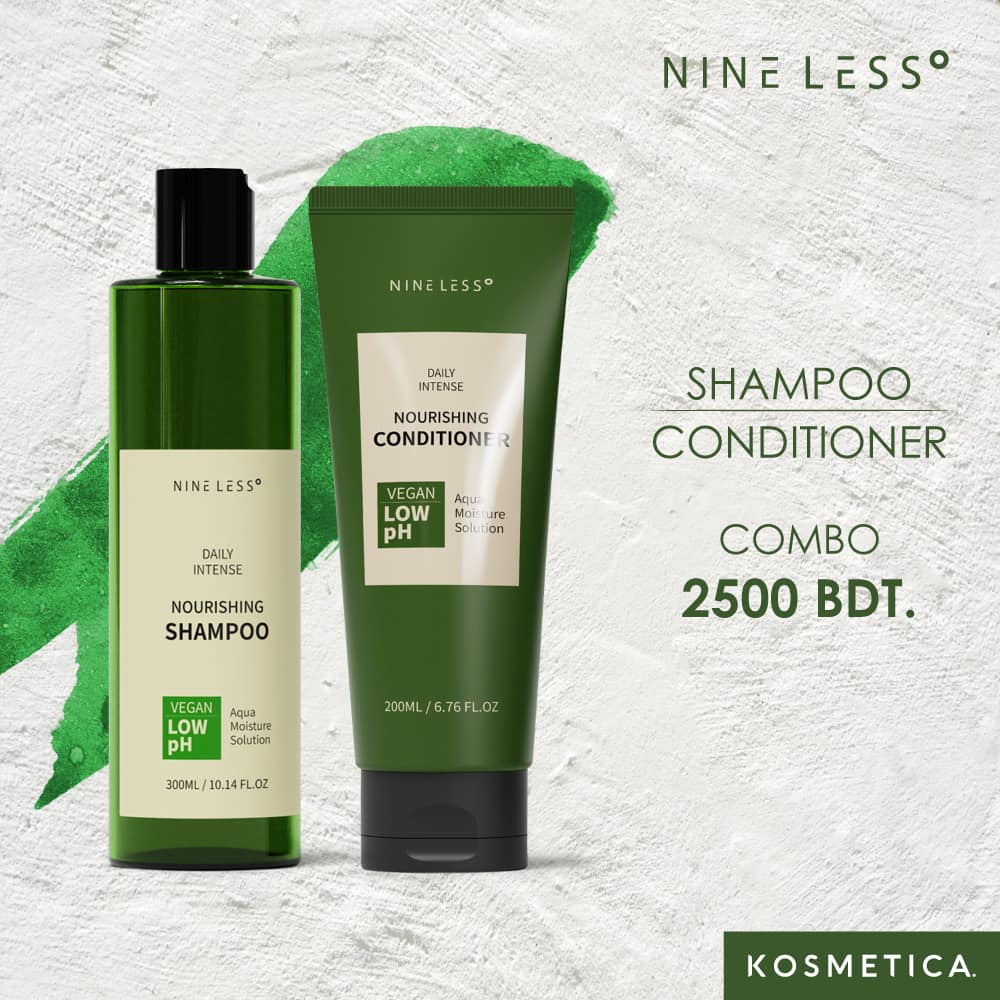 NINE LESS°
NINE LESS°
DAILY
INTENSE
NOURISHING
CONDITIONER
VEGAN
LOW
pH
Aqua
Moisture
Solution
200ML / 6.76 FL.OZ
NINE LESS°
DAILY
INTENSE
NOURISHING
SHAMPOO
VEGAN
LOW
pH
Aqua
Moisture
Solution
300ML / 10.14 FL.OZ
SHAMPOO
CONDITIONER
COMBO
2500 BDT.
KOSMETICA.